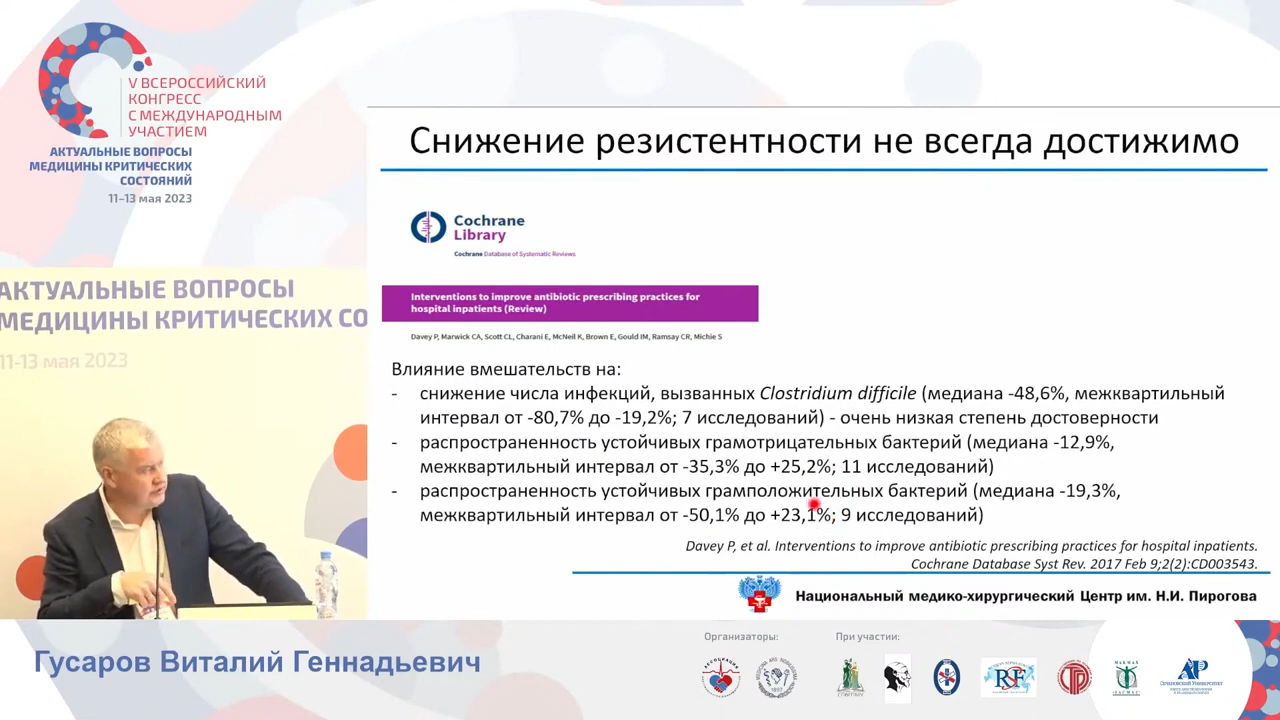 V ВСЕРОССИЙСКИЙ
КОНГРЕСС
С МЕЖДУНАРОДНЫМ
УЧАСТИЕМ
АКТУАЛЬНЫЕ ВОПРОСЫ
МЕДИЦИНЫ КРИТИЧЕСКИХ
СОСТОЯНИЙ
11–13 мая 2023
АКТУАЛЬНЫЕ ВОПРОСЫ
МЕДИЦИНЫ КРИТИЧЕСКИХ СО
11-13 мая 2023
Снижение резистентности не всегда достижимо
Cochrane
Library
Cochrane Database of Systematic Reviews
Interventions to improve antibiotic prescribing practices for
hospital inpatients (Review)
Davey P, Marwick CA, Scott CL, Charani E, McNeil K, Brown E, Gould IM, Ramsay CR, Michie S
Влияние вмешательств на:
- снижение числа инфекций, вызванных Clostridium difficile (медиана -48,6%, межквартильный
интервал от -80,7% до -19,2%; 7 исследований) - очень низкая степень достоверности
- распространенность устойчивых грамотрицательных бактерий (медиана -12,9%,
межквартильный интервал от -35,3% до +25,2%; 11 исследований)
- распространенность устойчивых грамположительных бактерий (медиана -19,3%,
межквартильный интервал от -50,1% до +23,1%; 9 исследований)
Davey P, et al. Interventions to improve antibiotic prescribing practices for hospital inpatients.
Cochrane Database Syst Rev. 2017 Feb 9;2(2):CD003543.
Национальный медико-хирургический Центр им. Н.И. Пирогова
Гусаров Виталий Геннадьевич
Организаторы:
При участии: